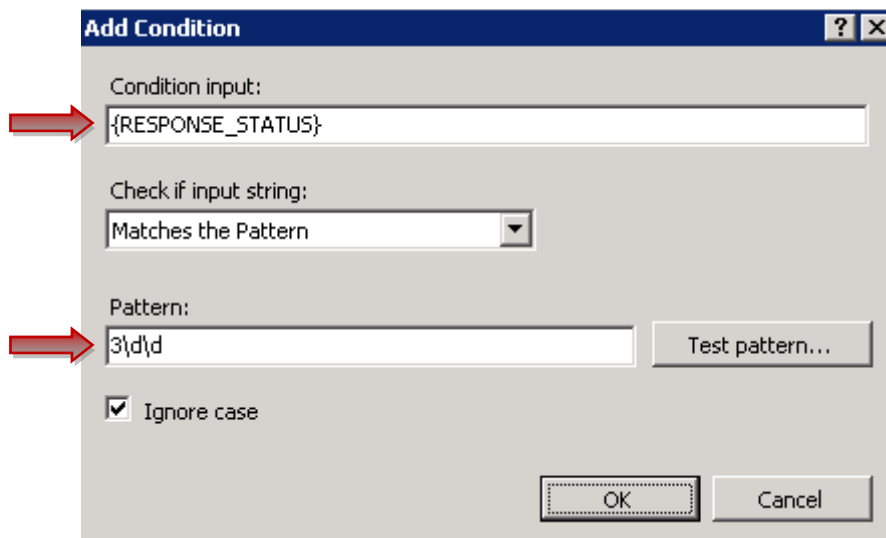 Add Condition
Condition input:
{RESPONSE_STATUS}
Check if input string:
Matches the Pattern
Pattern:
3\d\d
Test pattern...
Ignore case
OK
Cancel